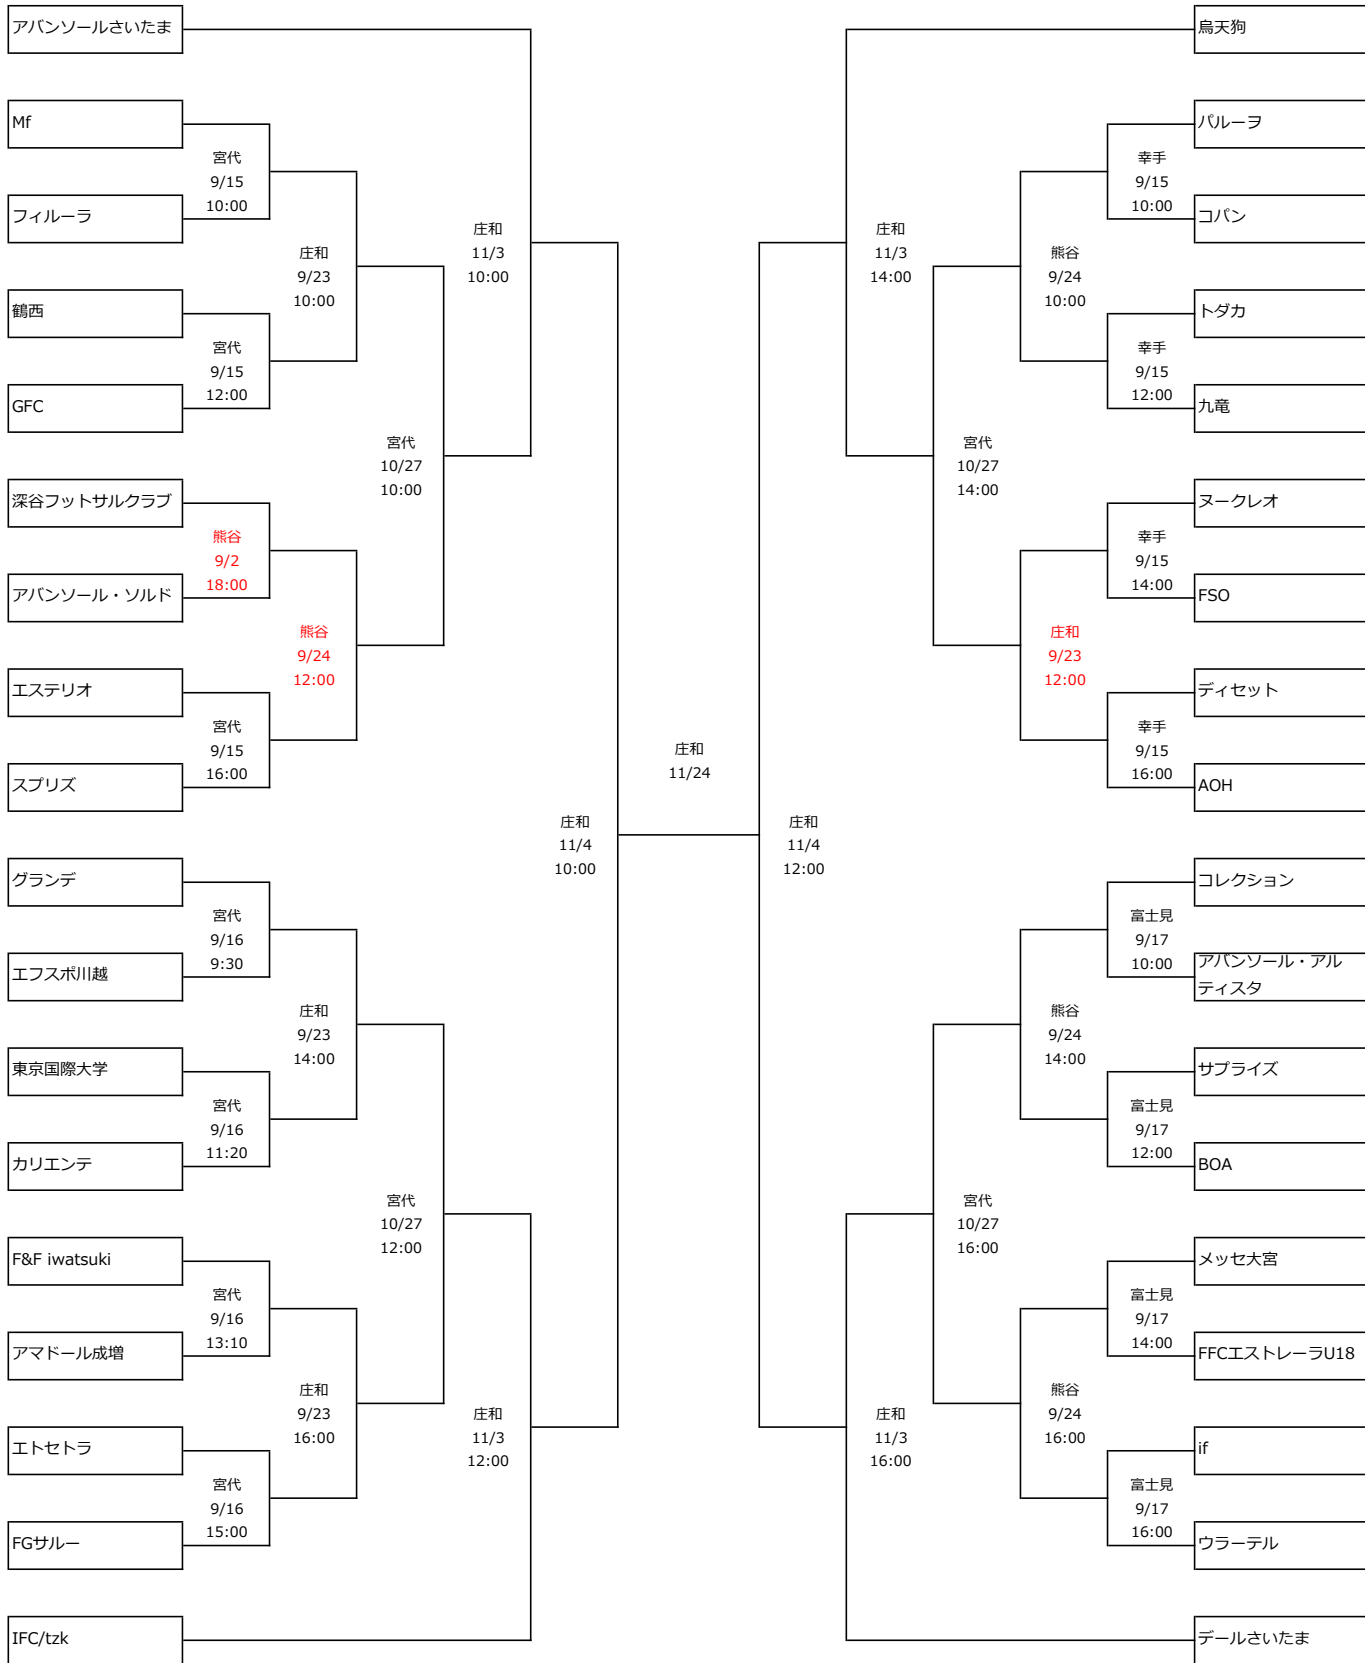 アバンソールさいたま
Mf
宮代
9/15
10:00
フィルーラ
庄和
9/23
10:00
鶴西
宮代
9/15
12:00
GFC
庄和
11/3
10:00
宮代
10/27
10:00
深谷フットサルクラブ
熊谷
9/2
18:00
アバンソール・ソルド
熊谷
9/24
12:00
エステリオ
宮代
9/15
16:00
スプリズ
庄和
11/4
10:00
グランデ
宮代
9/16
9:30
エフスポ川越
庄和
9/23
14:00
東京国際大学
宮代
9/16
11:20
カリエンテ
宮代
10/27
12:00
F&F iwatsuki
宮代
9/16
13:10
アマドール成増
庄和
9/23
16:00
庄和
11/3
12:00
エトセトラ
宮代
9/16
15:00
FGサルー
IFC/tzk
庄和
11/24
烏天狗
パルーヲ
幸手
9/15
10:00
コパン
庄和
11/3
14:00
熊谷
9/24
10:00
トダカ
幸手
9/15
12:00
九竜
宮代
10/27
14:00
ヌークレオ
幸手
9/15
14:00
FSO
庄和
9/23
12:00
ディセット
幸手
9/15
16:00
AOH
庄和
11/4
12:00
コレクション
富士見
9/17
10:00
アバンソール・アル
ティスタ
熊谷
9/24
14:00
サプライズ
富士見
9/17
12:00
BOA
宮代
10/27
16:00
メッセ大宮
富士見
9/17
14:00
FFCエストレーラU18
熊谷
9/24
16:00
庄和
11/3
16:00
if
富士見
9/17
16:00
ウラーテル
デールさいたま